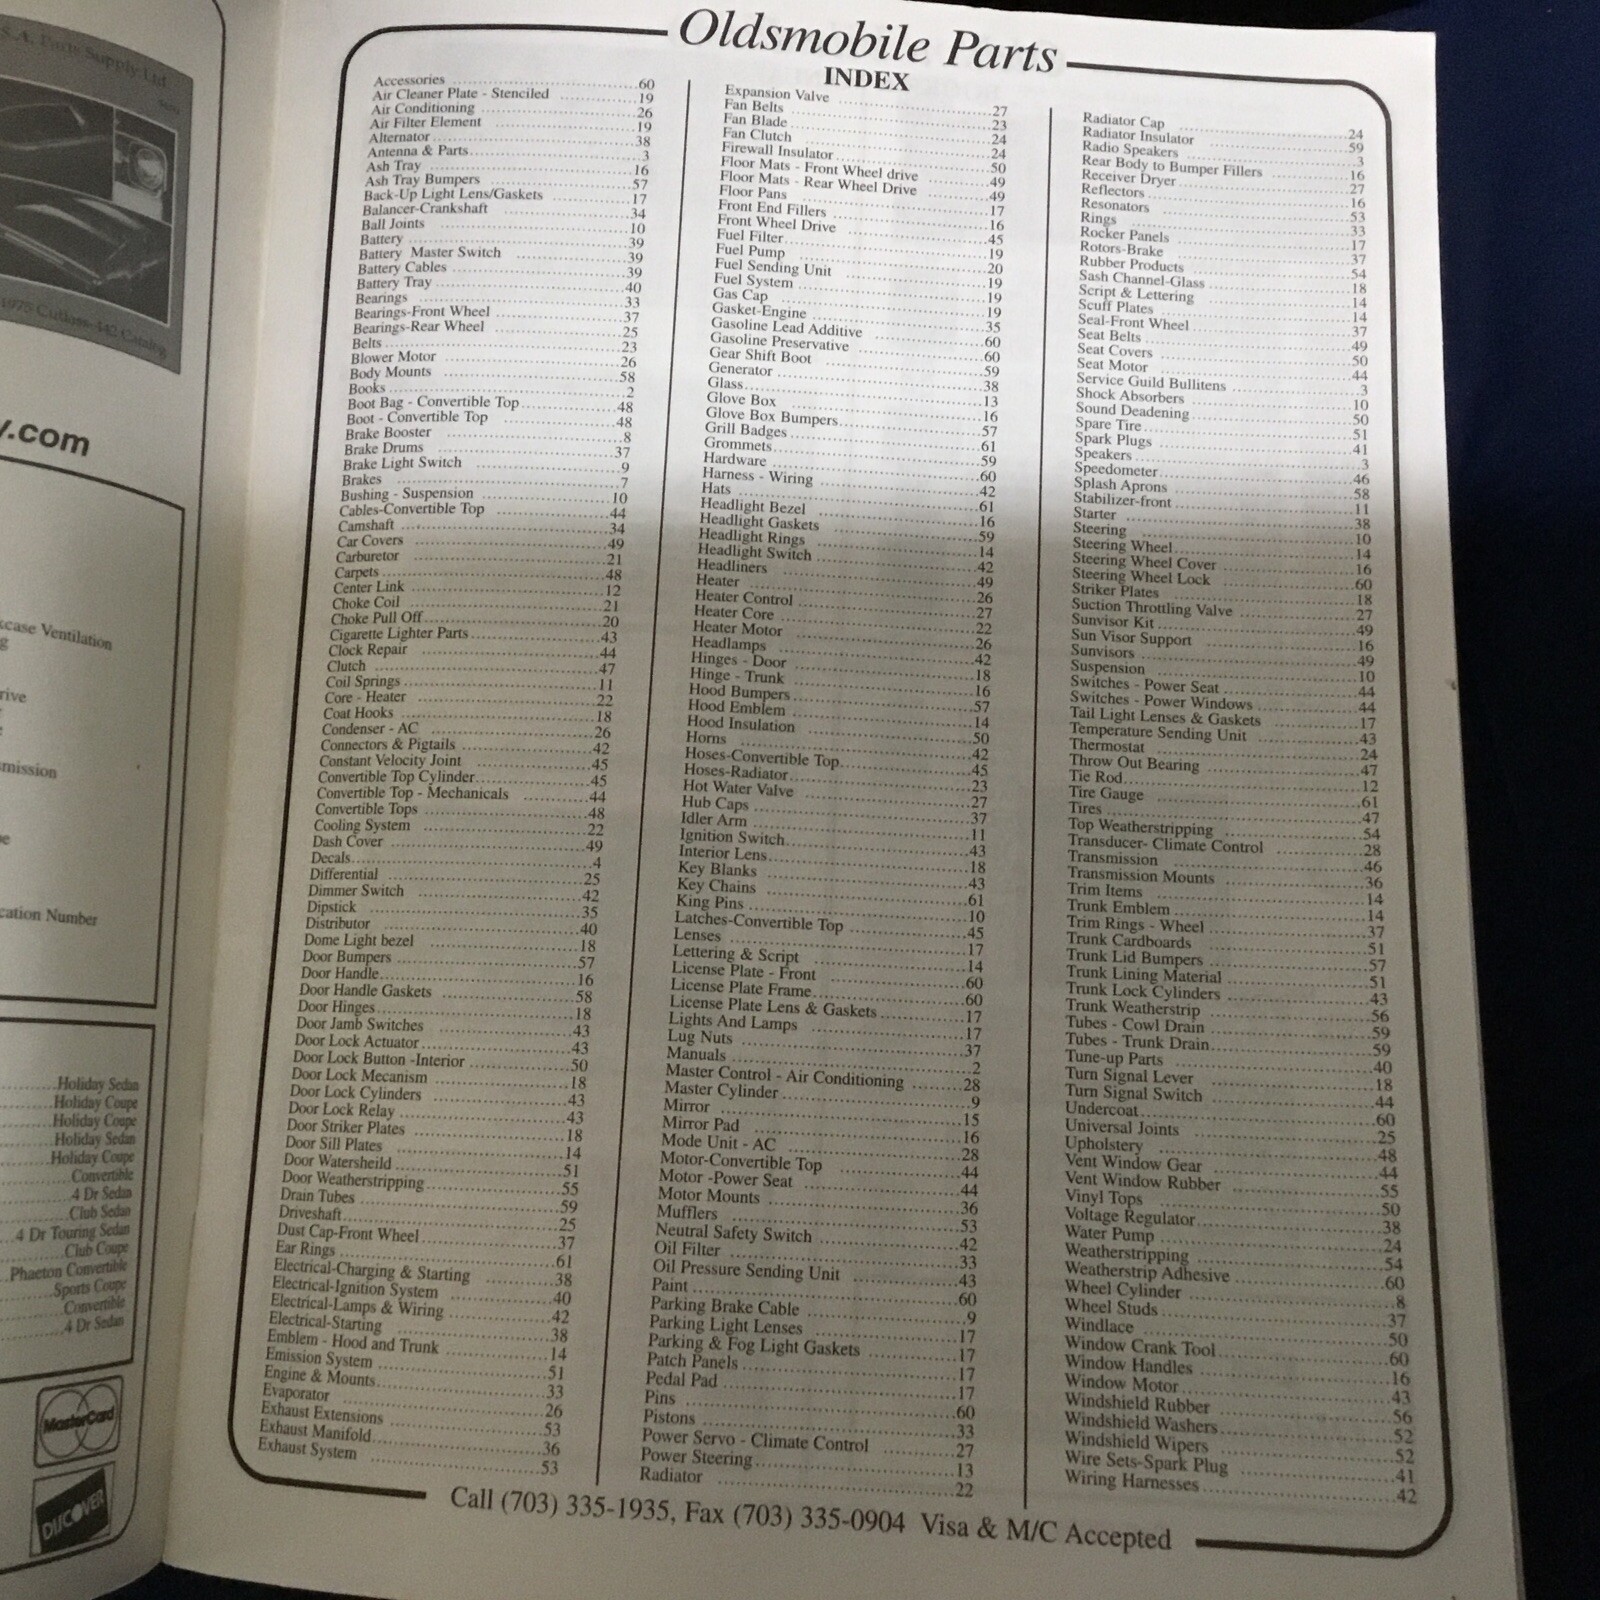 S.A. Parts Supply Ltd
1975 Cutlass-442 Catalog
y.com
kcase Ventilation
g
rive
mission
e
cation Number
Holiday Sedan
Holiday Coupe
Holiday Coupe
Holiday Sedan
Holiday Coupe
Convertible
4 Dr Sedan
Club Sedan
4 Dr Touring Sedan
Club Coupe
Phaeton Convertible
Sports Coupe
Convertible
4 Dr Sedan
MasterCard
DISCOVER
Oldsmobile Parts
INDEX
Accessories 60
Air Cleaner Plate - Stenciled 19
Air Conditioning 26
Air Filter Element 19
Alternator 38
Antenna & Parts 3
Ash Tray 16
Ash Tray Bumpers 57
Back-Up Light Lens/Gaskets 17
Balancer-Crankshaft 34
Ball Joints 10
Battery 39
Battery Master Switch 39
Battery Cables 39
Battery Tray 40
Bearings 33
Bearings-Front Wheel 37
Bearings-Rear Wheel 25
Belts 23
Blower Motor 26
Body Mounts 58
Books 2
Boot Bag - Convertible Top 48
Boot - Convertible Top 48
Brake Booster 8
Brake Drums 37
Brake Light Switch 9
Brakes 7
Bushing - Suspension 10
Cables-Convertible Top 44
Camshaft 34
Car Covers 49
Carburetor 21
Carpets 48
Center Link 12
Choke Coil 21
Choke Pull Off 20
Cigarette Lighter Parts 43
Clock Repair 44
Clutch 47
Coil Springs 11
Core - Heater 22
Coat Hooks 18
Condenser - AC 26
Connectors & Pigtails 42
Constant Velocity Joint 45
Convertible Top Cylinder 45
Convertible Top - Mechanicals 44
Convertible Tops 48
Cooling System 22
Dash Cover 49
Decals 4
Differential 25
Dimmer Switch 42
Dipstick 35
Distributor 40
Dome Light bezel 18
Door Bumpers 57
Door Handle 16
Door Handle Gaskets 58
Door Hinges 18
Door Jamb Switches 43
Door Lock Actuator 43
Door Lock Button -Interior 50
Door Lock Mecanism 18
Door Lock Cylinders 43
Door Lock Relay 43
Door Striker Plates 18
Door Sill Plates 14
Door Watersheild 51
Door Weatherstripping 55
Drain Tubes 59
Driveshaft 25
Dust Cap-Front Wheel 37
Ear Rings 61
Electrical-Charging & Starting 38
Electrical-Ignition System 40
Electrical-Lamps & Wiring 42
Electrical-Starting 38
Emblem - Hood and Trunk 14
Emission System 51
Engine & Mounts 33
Evaporator 26
Exhaust Extensions 53
Exhaust Manifold 36
Exhaust System 53
Expansion Valve 27
Fan Belts 23
Fan Blade 24
Fan Clutch 24
Firewall Insulator 50
Floor Mats - Front Wheel drive 49
Floor Mats - Rear Wheel Drive 49
Floor Pans 17
Front End Fillers 16
Front Wheel Drive 45
Fuel Filter 19
Fuel Pump 20
Fuel Sending Unit 19
Fuel System 19
Gas Cap 19
Gasket-Engine 35
Gasoline Lead Additive 60
Gasoline Preservative 60
Gear Shift Boot 59
Generator 38
Glass 13
Glove Box 16
Glove Box Bumpers 57
Grill Badges 61
Grommets 59
Hardware 60
Harness - Wiring 42
Hats 61
Headlight Bezel 16
Headlight Gaskets 59
Headlight Rings 14
Headlight Switch 42
Headliners 49
Heater 26
Heater Control 27
Heater Core 22
Heater Motor 26
Headlamps 42
Hinges - Door 18
Hinge - Trunk 16
Hood Bumpers 57
Hood Emblem 14
Hood Insulation 50
Horns 42
Hoses-Convertible Top 45
Hoses-Radiator 23
Hot Water Valve 27
Hub Caps 37
Idler Arm 11
Ignition Switch 43
Interior Lens 18
Key Blanks 43
Key Chains 61
King Pins 10
Latches-Convertible Top 45
Lenses 17
Lettering & Script 14
License Plate - Front 60
License Plate Frame 60
License Plate Lens & Gaskets 17
Lights And Lamps 17
Lug Nuts 37
Manuals 2
Master Control - Air Conditioning 28
Master Cylinder 9
Mirror 15
Mirror Pad 16
Mode Unit - AC 28
Motor-Convertible Top 44
Motor -Power Seat 44
Motor Mounts 36
Mufflers 53
Neutral Safety Switch 42
Oil Filter 33
Oil Pressure Sending Unit 43
Paint 60
Parking Brake Cable 9
Parking Light Lenses 17
Parking & Fog Light Gaskets 17
Patch Panels 17
Pedal Pad 17
Pins 60
Pistons 33
Power Servo - Climate Control 27
Power Steering 13
Radiator 22
Radiator Cap 24
Radiator Insulator 59
Radio Speakers 3
Rear Body to Bumper Fillers 16
Receiver Dryer 27
Reflectors 16
Resonators 53
Rings 33
Rocker Panels 17
Rotors-Brake 37
Rubber Products 54
Sash Channel-Glass 18
Script & Lettering 14
Scuff Plates 14
Seal-Front Wheel 37
Seat Belts 49
Seat Covers 50
Seat Motor 44
Service Guild Bullitens 3
Shock Absorbers 10
Sound Deadening 50
Spare Tire 51
Spark Plugs 41
Speakers 3
Speedometer 46
Splash Aprons 58
Stabilizer-front 11
Starter 38
Steering 10
Steering Wheel 14
Steering Wheel Cover 16
Steering Wheel Lock 60
Striker Plates 18
Suction Throttling Valve 27
Sunvisor Kit 49
Sun Visor Support 16
Sunvisors 49
Suspension 10
Switches - Power Seat 44
Switches - Power Windows 44
Tail Light Lenses & Gaskets 17
Temperature Sending Unit 43
Thermostat 24
Throw Out Bearing 47
Tie Rod 12
Tire Gauge 61
Tires 47
Top Weatherstripping 54
Transducer- Climate Control 28
Transmission 46
Transmission Mounts 36
Trim Items 14
Trunk Emblem 14
Trim Rings - Wheel 37
Trunk Cardboards 51
Trunk Lid Bumpers 57
Trunk Lining Material 51
Trunk Lock Cylinders 43
Trunk Weatherstrip 56
Tubes - Cowl Drain 59
Tubes - Trunk Drain 59
Tune-up Parts 40
Turn Signal Lever 18
Turn Signal Switch 44
Undercoat 60
Universal Joints 25
Upholstery 48
Vent Window Gear 44
Vent Window Rubber 55
Vinyl Tops 50
Voltage Regulator 38
Water Pump 24
Weatherstripping 54
Weatherstrip Adhesive 60
Wheel Cylinder 8
Wheel Studs 37
Windlace 50
Window Crank Tool 60
Window Handles 16
Window Motor 43
Windshield Rubber 56
Windshield Washers 52
Windshield Wipers 52
Wire Sets-Spark Plug 41
Wiring Harnesses 42
Call (703) 335-1935, Fax (703) 335-0904 Visa & M/C Accepted